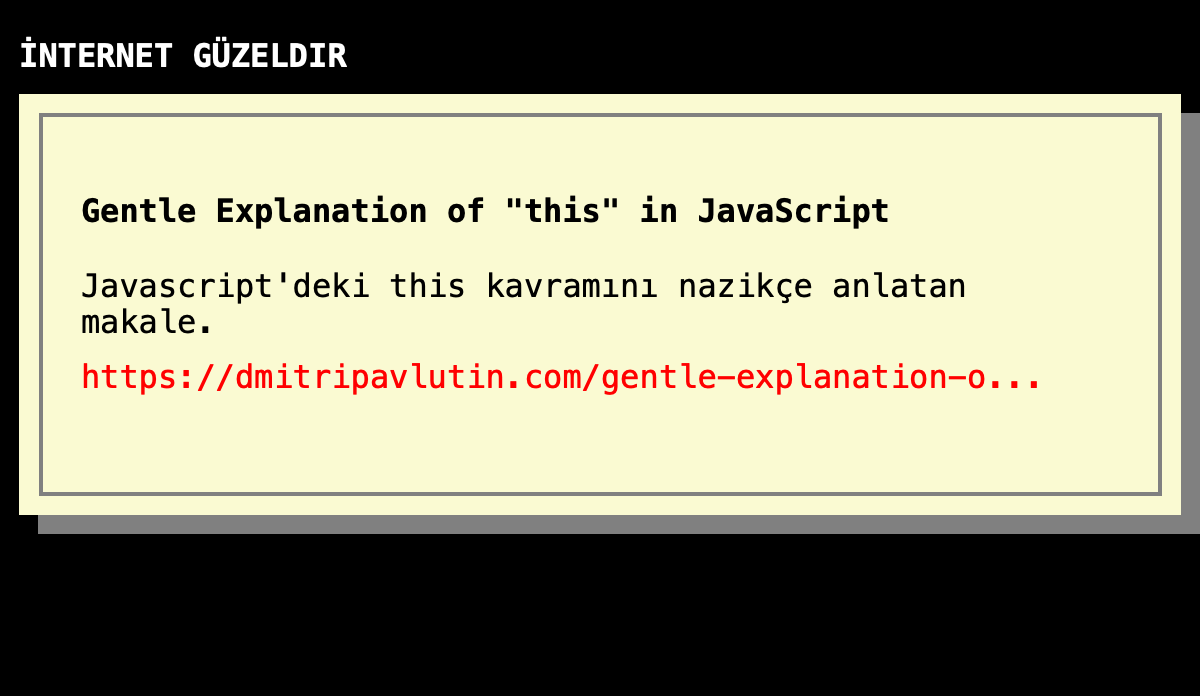 İNTERNET GÜZELDIR
Gentle Explanation of "this" in JavaScript
Javascript'deki this kavramını nazikçe anlatan
makale.
https://dmitripavlutin.com/gentle-explanation-o...